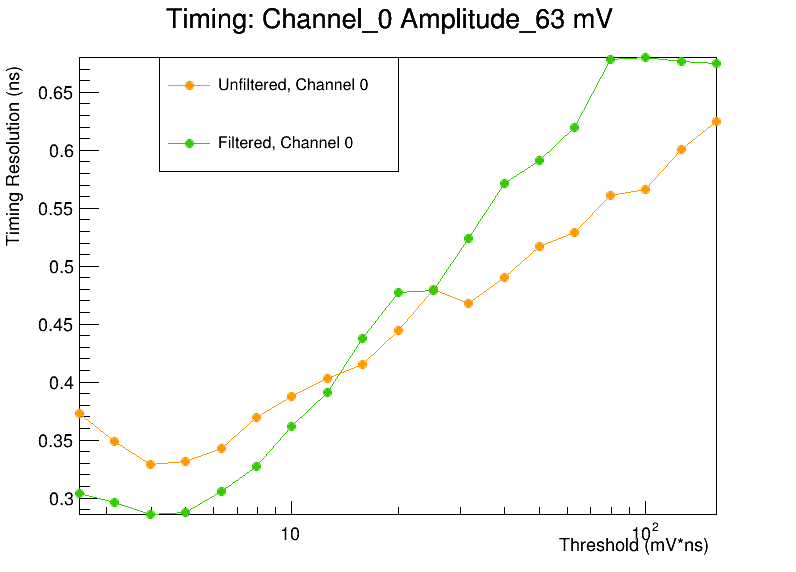 Timing: Channel_0 Amplitude_63 mV
Timing Resolution (ns)
Unfiltered, Channel 0
Filtered, Channel 0
0.65
0.6
0.55
0.5
0.45
0.4
0.35
0.3
10
10²
Threshold (mV*ns)